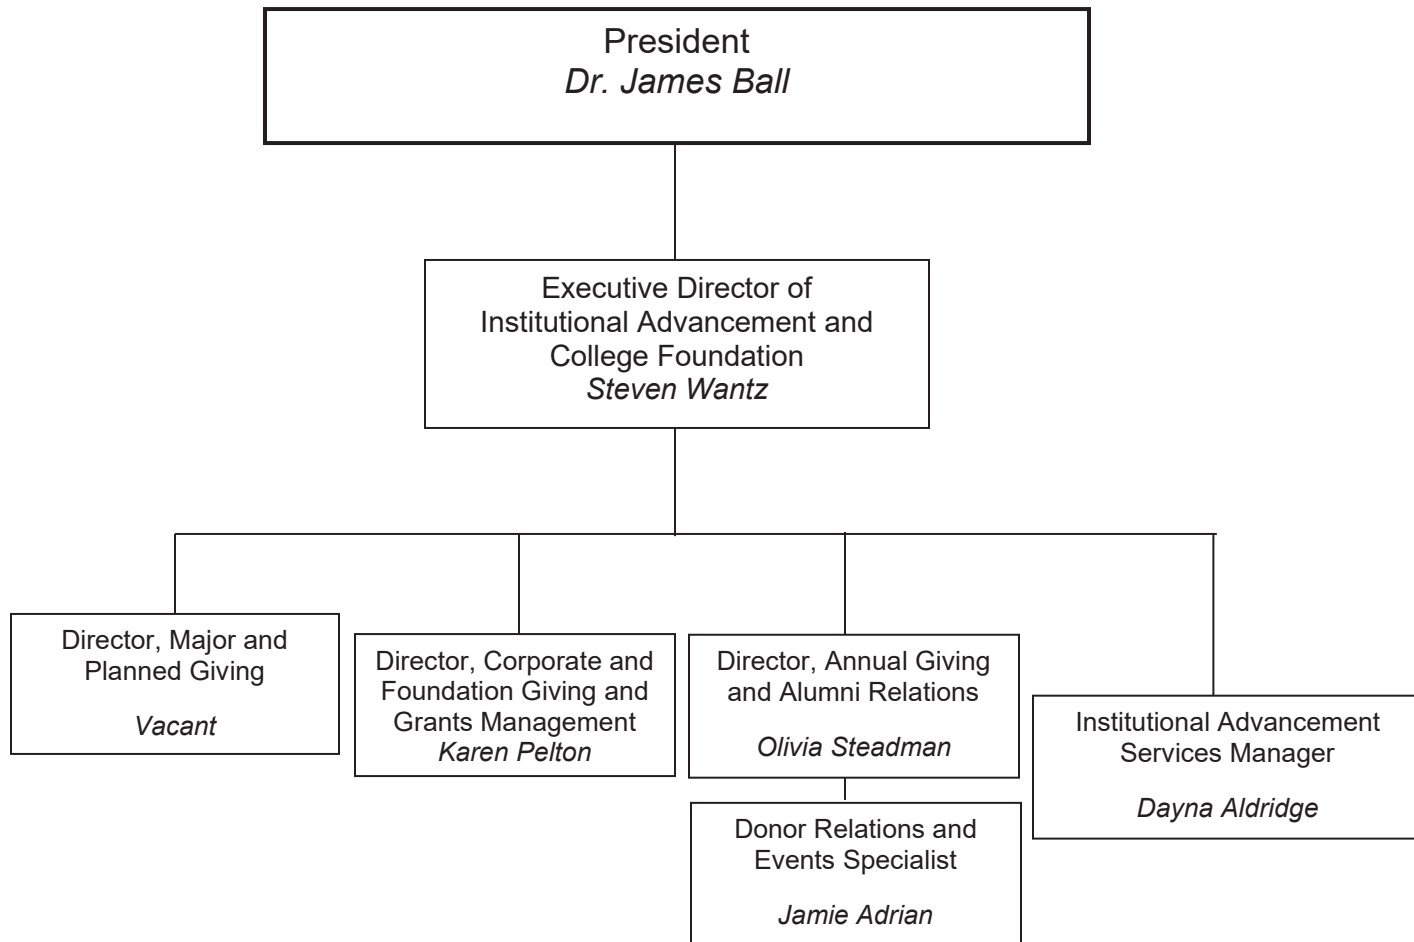 President
Dr. James Ball
Executive Director of
Institutional Advancement and
College Foundation
Steven Wantz
Director, Major and
Planned Giving
Vacant
Director, Corporate and
Foundation Giving and
Grants Management
Karen Pelton
Director, Annual Giving
and Alumni Relations
Olivia Steadman
Donor Relations and
Events Specialist
Jamie Adrian
Institutional Advancement
Services Manager
Dayna Aldridge